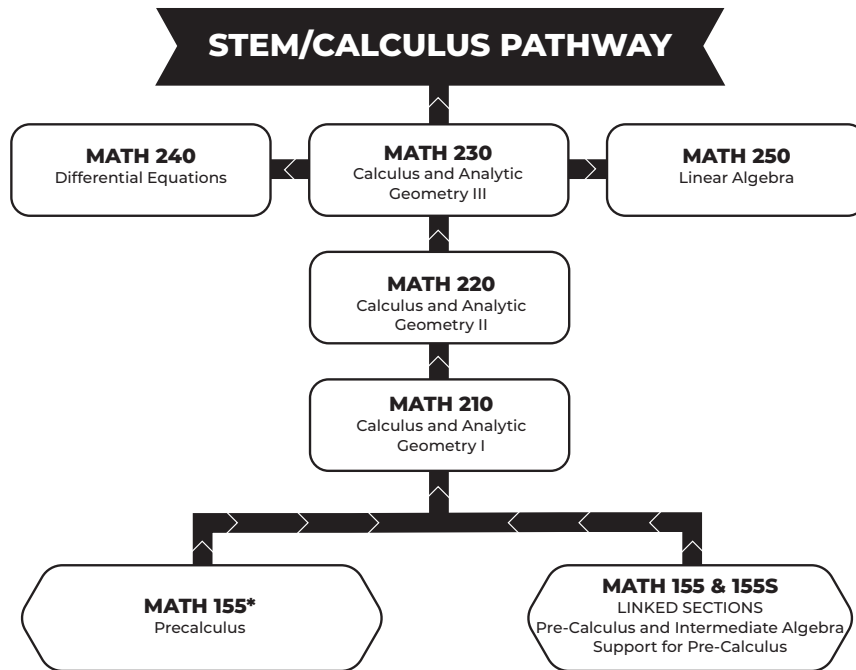 STEM/CALCULUS PATHWAY
MATH 240
Differential Equations
MATH 230
Calculus and Analytic
Geometry III
MATH 250
Linear Algebra
MATH 220
Calculus and Analytic
Geometry II
MATH 210
Calculus and Analytic
Geometry I
MATH 155*
Precalculus
MATH 155 & 155S
LINKED SECTIONS
Pre-Calculus and Intermediate Algebra
Support for Pre-Calculus